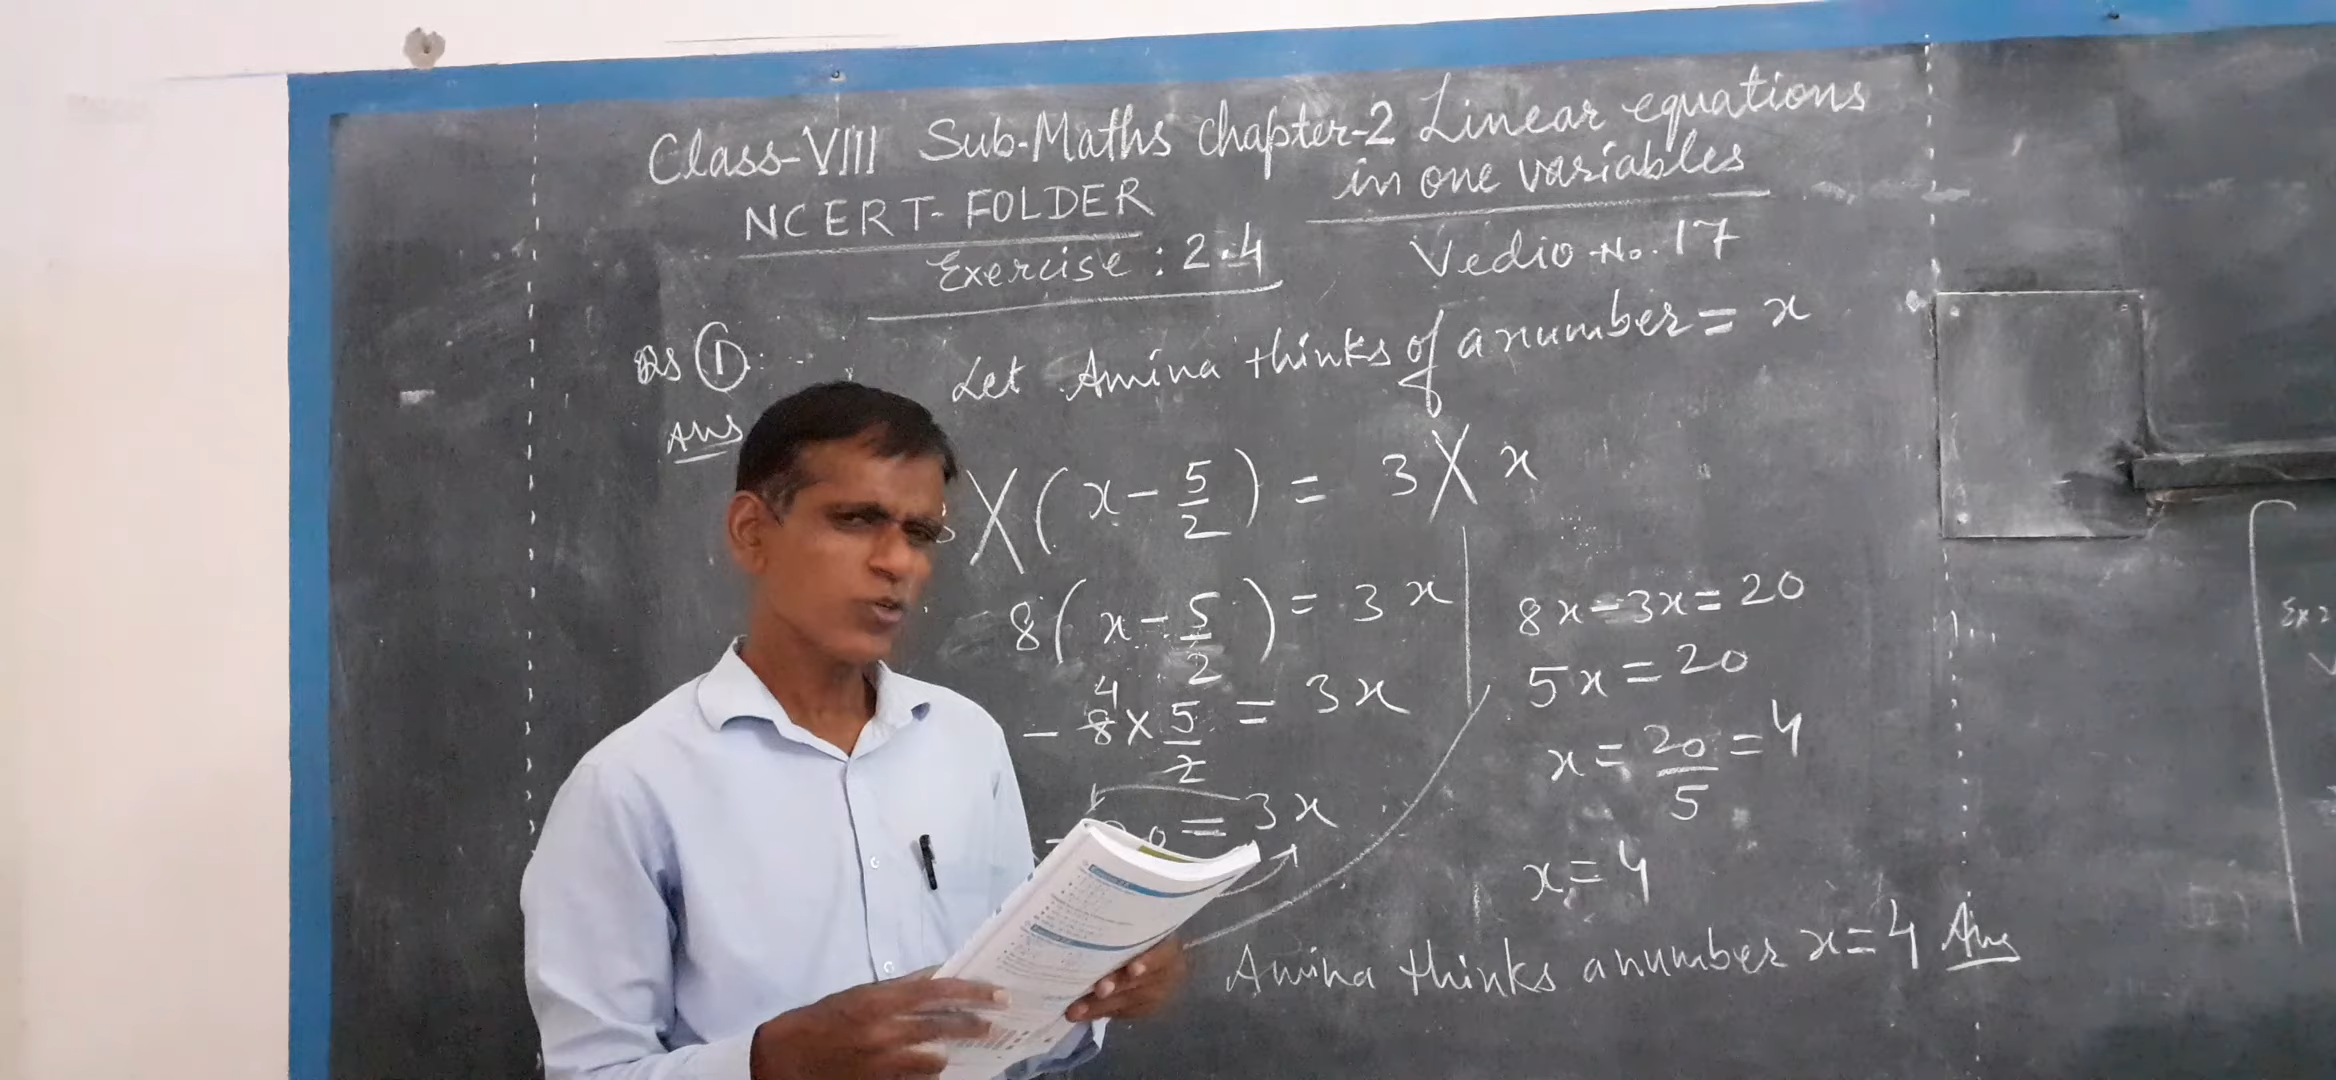 Class-VIII Sub-Maths Chapter-2 Linear equations
in one variables
NCERT-FOLDER
Exercise : 2.4
Vedio-No. 17
Qs ①
Let Amina thinks of a number = x
Ans
X ( x - 5/2 ) = 3 X x
8 ( x - 5/2 ) = 3x
- 8 × 5/2 = 3x
4
= 3x
8x - 3x = 20
5x = 20
x = 20/5 = 4
x = 4
Amina thinks a number x = 4 Ans